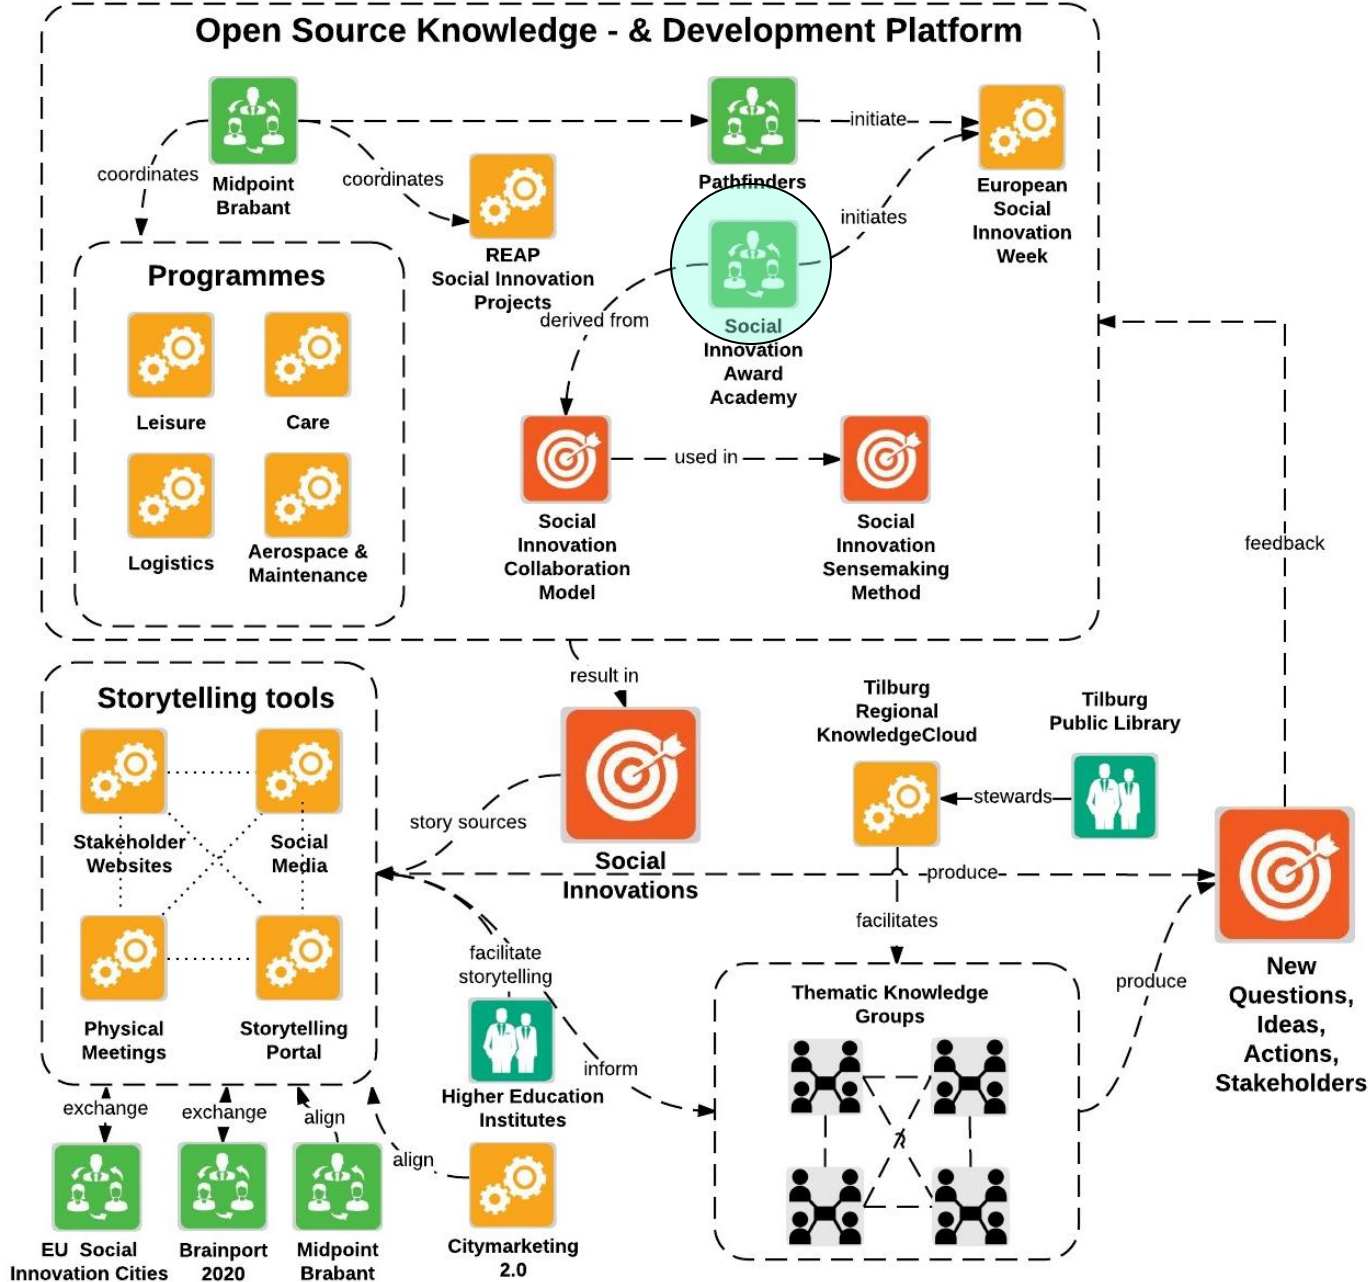 Open Source Knowledge - & Development Platform
initiate
coordinates
Midpoint
Brabant
coordinates
Pathfinders
European
Social
Innovation
Week
initiates
REAP
Social Innovation
Projects
derived from
Social
Innovation
Award
Academy
Programmes
Leisure
Care
Logistics
Aerospace &
Maintenance
used in
Social
Innovation
Collaboration
Model
Social
Innovation
Sensemaking
Method
feedback
result in
Storytelling tools
Stakeholder
Websites
Social
Media
Physical
Meetings
Storytelling
Portal
story sources
Social
Innovations
Tilburg
Regional
KnowledgeCloud
Tilburg
Public Library
stewards
produce
facilitates
facilitate
storytelling
Higher Education
Institutes
inform
Thematic Knowledge
Groups
produce
New
Questions,
Ideas,
Actions,
Stakeholders
exchange
exchange
align
align
EU Social
Innovation Cities
Brainport
2020
Midpoint
Brabant
Citymarketing
2.0